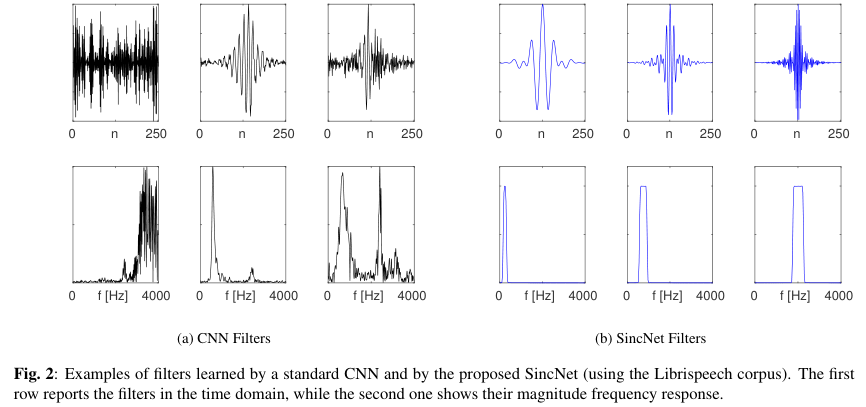 0 n 250 0 n 250 0 n 250 0 n 250 0 n 250 0 n 250
0 f [Hz] 4000 0 f [Hz] 4000 0 f [Hz] 4000 0 f [Hz] 4000 0 f [Hz] 4000 0 f [Hz] 4000
(a) CNN Filters (b) SincNet Filters
Fig. 2: Examples of filters learned by a standard CNN and by the proposed SincNet (using the Librispeech corpus). The first
row reports the filters in the time domain, while the second one shows their magnitude frequency response.